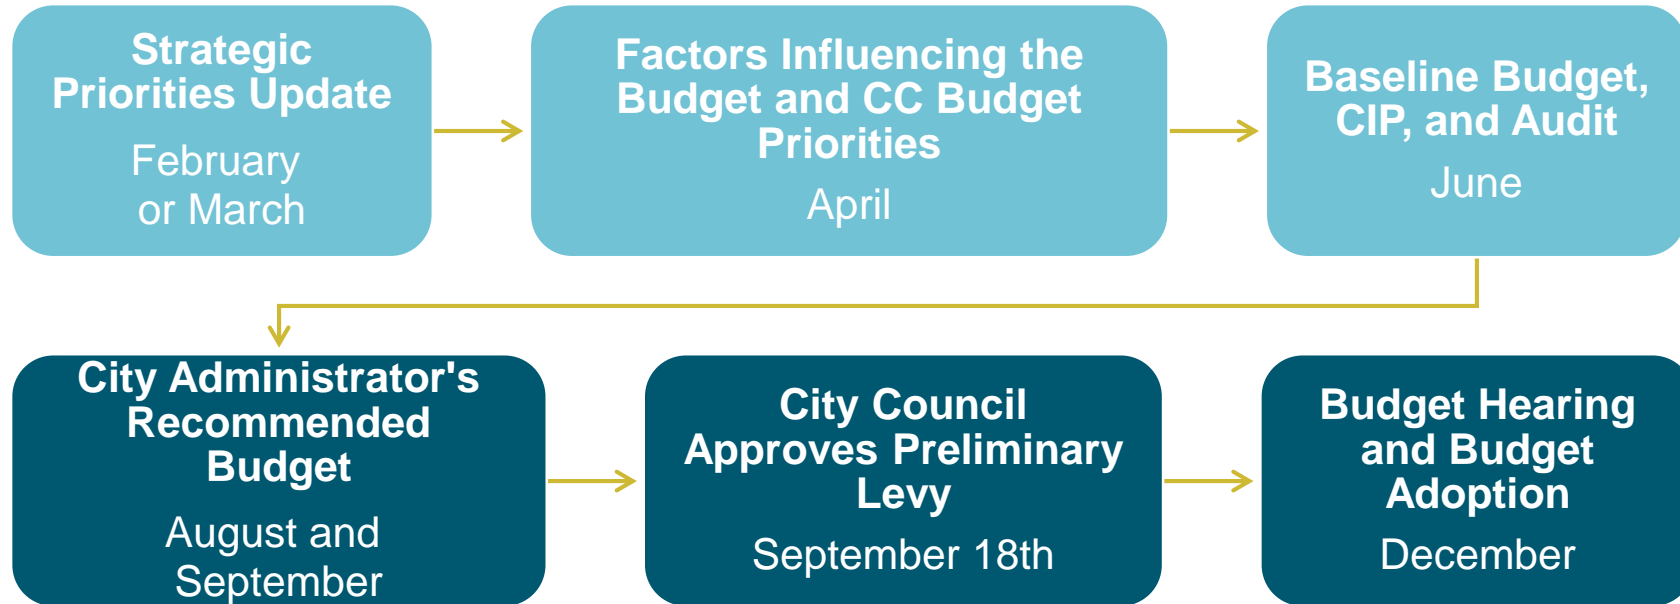 Strategic
Priorities Update
February
or March
Factors Influencing the
Budget and CC Budget
Priorities
April
Baseline Budget,
CIP, and Audit
June
City Administrator's
Recommended
Budget
August and
September
City Council
Approves Preliminary
Levy
September 18th
Budget Hearing
and Budget
Adoption
December